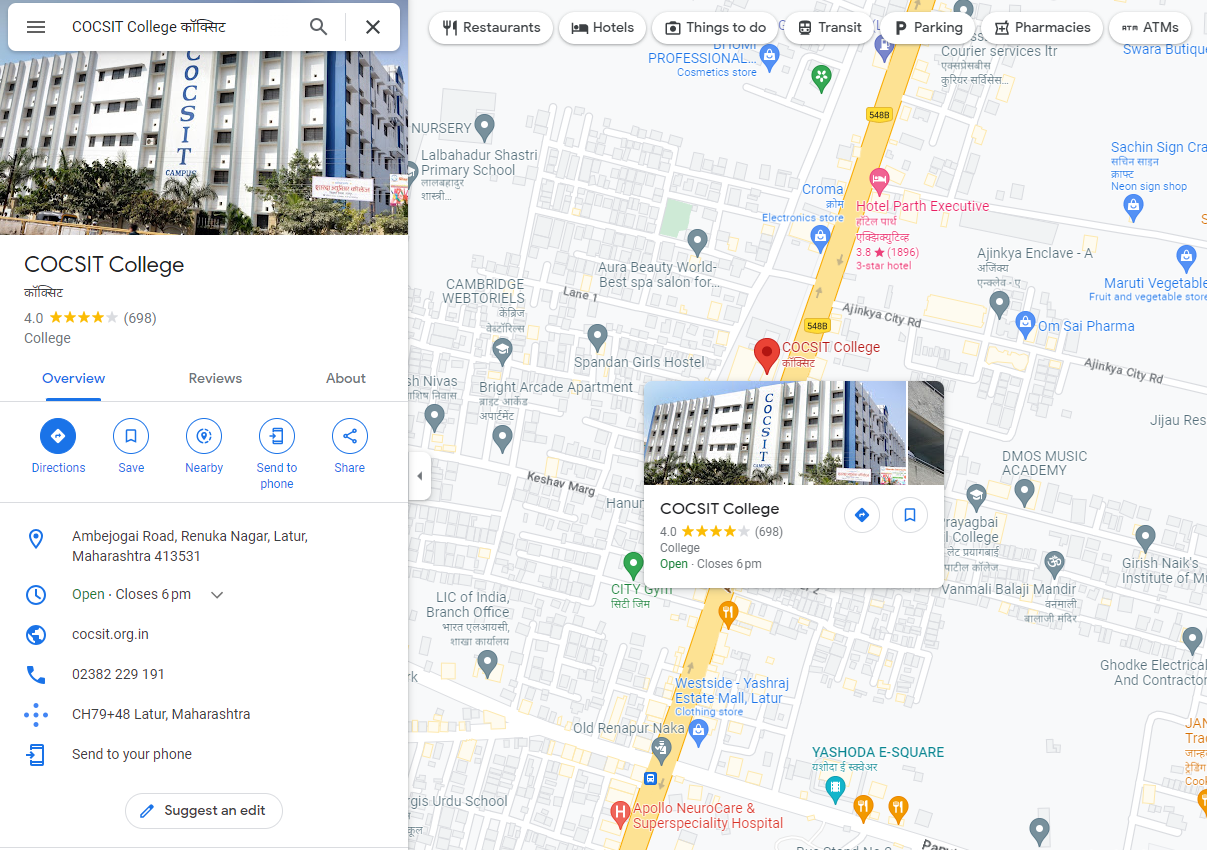 COCSIT College कॉक्सिट
COCSIT
CAMPUS
COCSIT College
कॉक्सिट
4.0 (698)
College
Overview
Reviews
About
Directions
Save
Nearby
Send to
phone
Share
Ambejogai Road, Renuka Nagar, Latur,
Maharashtra 413531
Open · Closes 6 pm
cocsit.org.in
02382 229 191
CH79+48 Latur, Maharashtra
Send to your phone
Suggest an edit
Restaurants
Hotels
Things to do
Transit
Parking
Pharmacies
ATMs
PROFESSIONAL...
Cosmetics store
Courier services ltr
एक्सप्रेसबीस
कुरियर सर्विसेस...
Swara Butique
548B
NURSERY
Lalbahadur Shastri
Primary School
लालबहादुर
शास्त्री...
Sachin Sign Cra
सचिन साइन
क्राफ्ट
Neon sign shop
Croma
क्रोम
Electronics store
Hotel Parth Executive
हॉटेल पार्थ
एक्झिक्युटिव्ह
3.8 ★ (1896)
3-star hotel
Aura Beauty World-
Best spa salon for...
Ajinkya Enclave - A
अजिंक्य
एन्क्लेव - ए
Maruti Vegetable
Fruit and vegetable store
CAMBRIDGE
WEBTORIELS
केंब्रिज
वेबटोरिल्स
Lane 1
Ajinkya City Rd
548B
Om Sai Pharma
COCSIT College
कॉक्सिट
Spandan Girls Hostel
Ajinkya City Rd
sh Nivas
शिष निवास
Bright Arcade Apartment
ब्राइट आर्केड
अपार्टमेंट
Jijau Res
COCSIT
CAMPUS
COCSIT College
4.0 (698)
College
Open · Closes 6 pm
DMOS MUSIC
ACADEMY
Keshav Marg
Hanu
rayagbai
l College
लेट प्रयागबाई
पाटील कॉलेज
Girish Naik's
Institute of Mu
CITY Gym
सिटी जिम
Vanmali Balaji Mandir
वनमाली
बालाजी मंदिर
LIC of India,
Branch Office
भारत एलआयसी,
शाखा कार्यालय
Ghodke Electrical
And Contractor
rk
Westside - Yashraj
Estate Mall, Latur
Clothing store
Old Renapur Naka
YASHODA E-SQUARE
यशोदा ई स्क्वेअर
JAN
Tra
Cook
rgis Urdu School
कूल
Apollo NeuroCare &
Superspeciality Hospital